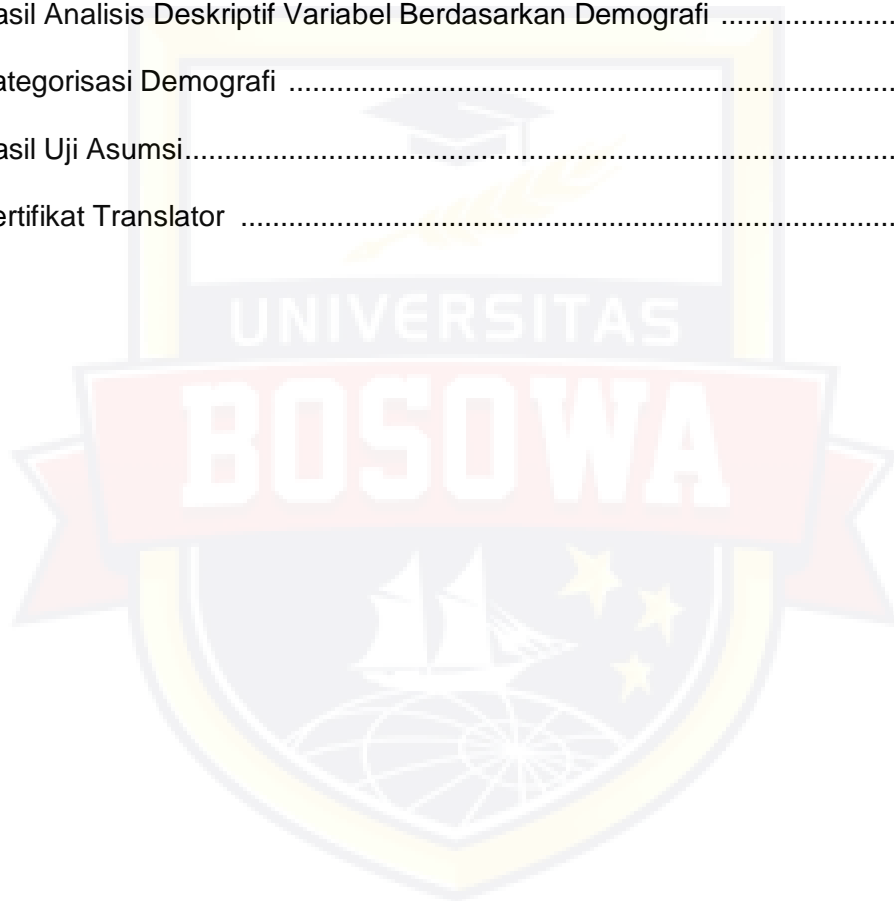 asil Analisis Deskriptif Variabel Berdasarkan Demografi ......................
ategorisasi Demografi ...............................................................................
asil Uji Asumsi..............................................................................................
ertifikat Translator .....................................................................................
UNIVERSITAS
BOSOWA